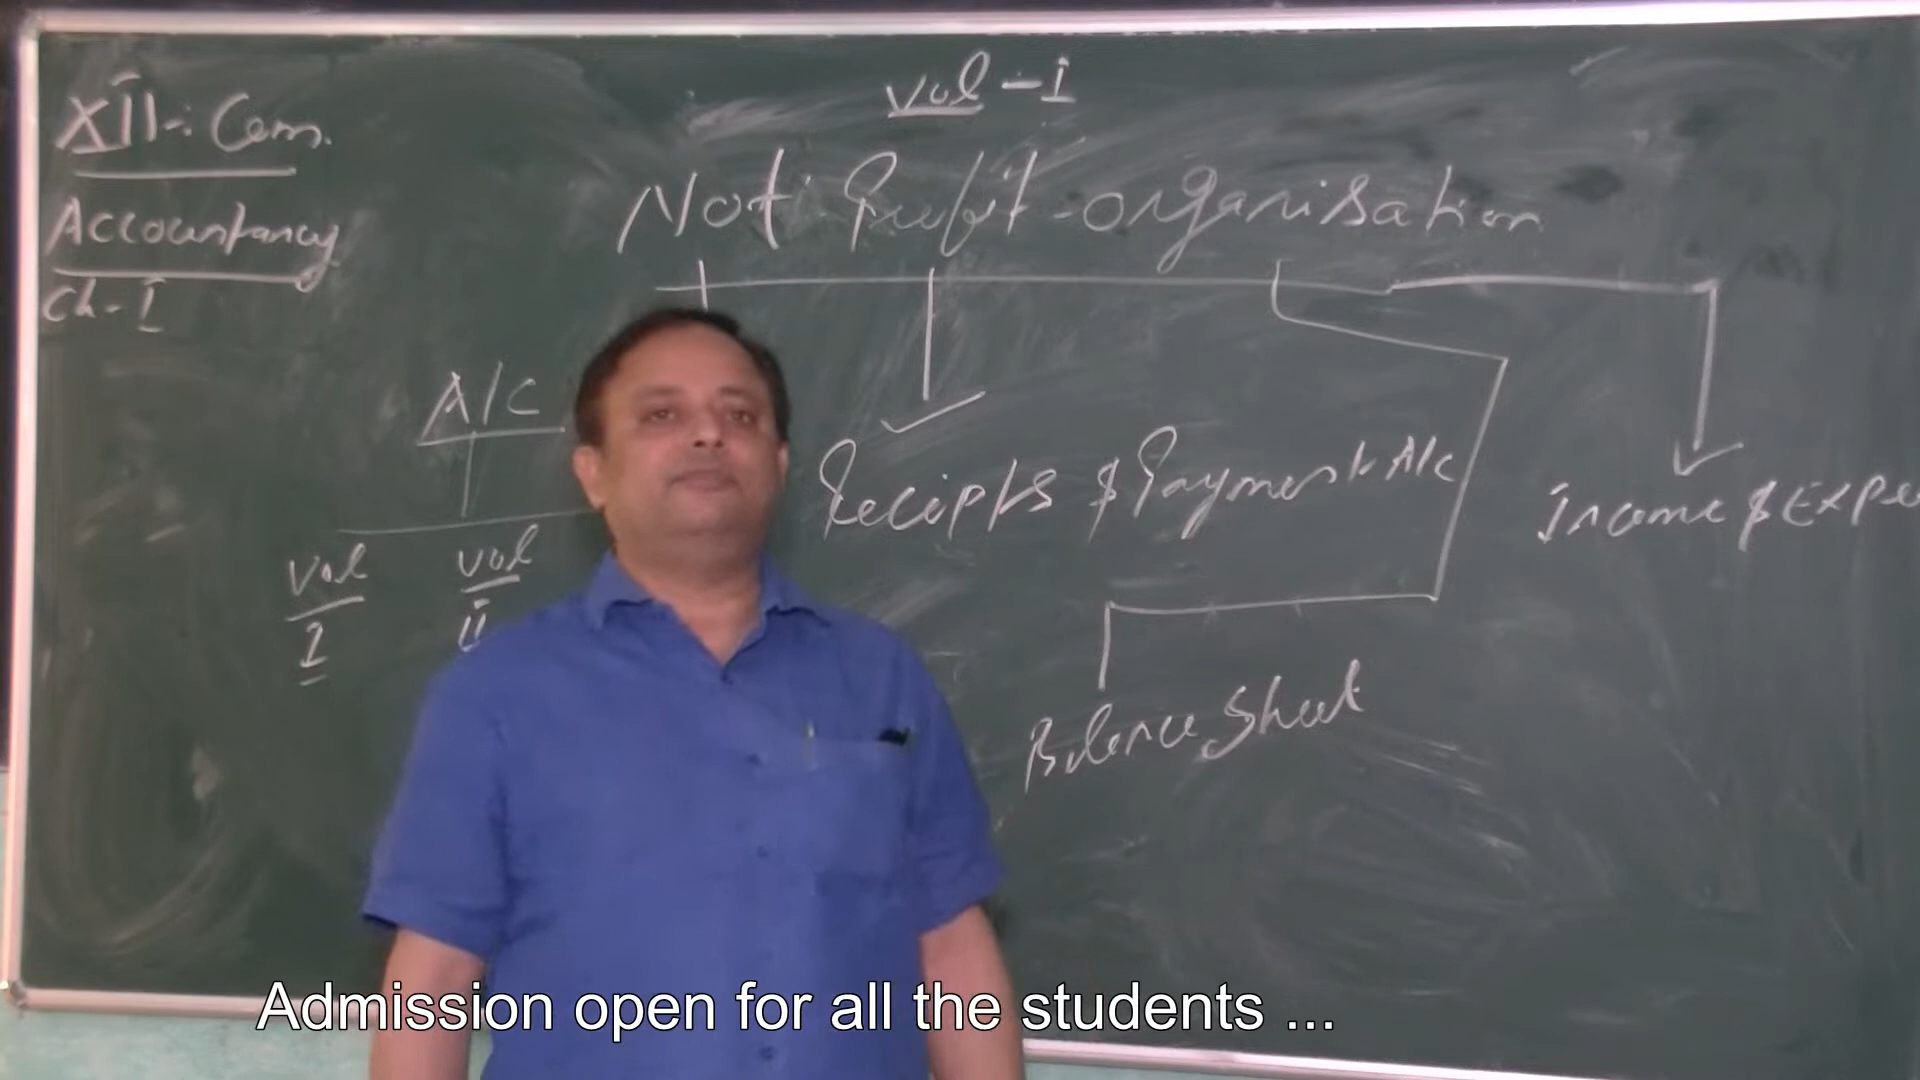 XII-: Com.
Accountancy
Ch-I
Vol-I
Not Profit organisation
A/C
Vol I
Vol II
Receipts & Payment A/c
Income & Expe
Balance Sheet
Admission open for all the students ...